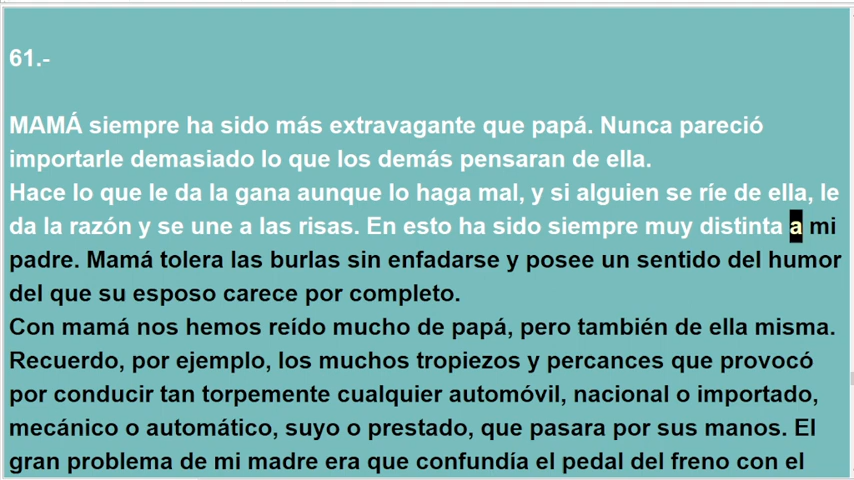 61.-
MAMÁ siempre ha sido más extravagante que papá. Nunca pareció
importarle demasiado lo que los demás pensaran de ella.
Hace lo que le da la gana aunque lo haga mal, y si alguien se ríe de ella, le
da la razón y se une a las risas. En esto ha sido siempre muy distinta a mi
padre. Mamá tolera las burlas sin enfadarse y posee un sentido del humor
del que su esposo carece por completo.
Con mamá nos hemos reído mucho de papá, pero también de ella misma.
Recuerdo, por ejemplo, los muchos tropiezos y percances que provocó
por conducir tan torpemente cualquier automóvil, nacional o importado,
mecánico o automático, suyo o prestado, que pasara por sus manos. El
gran problema de mi madre era que confundía el pedal del freno con el